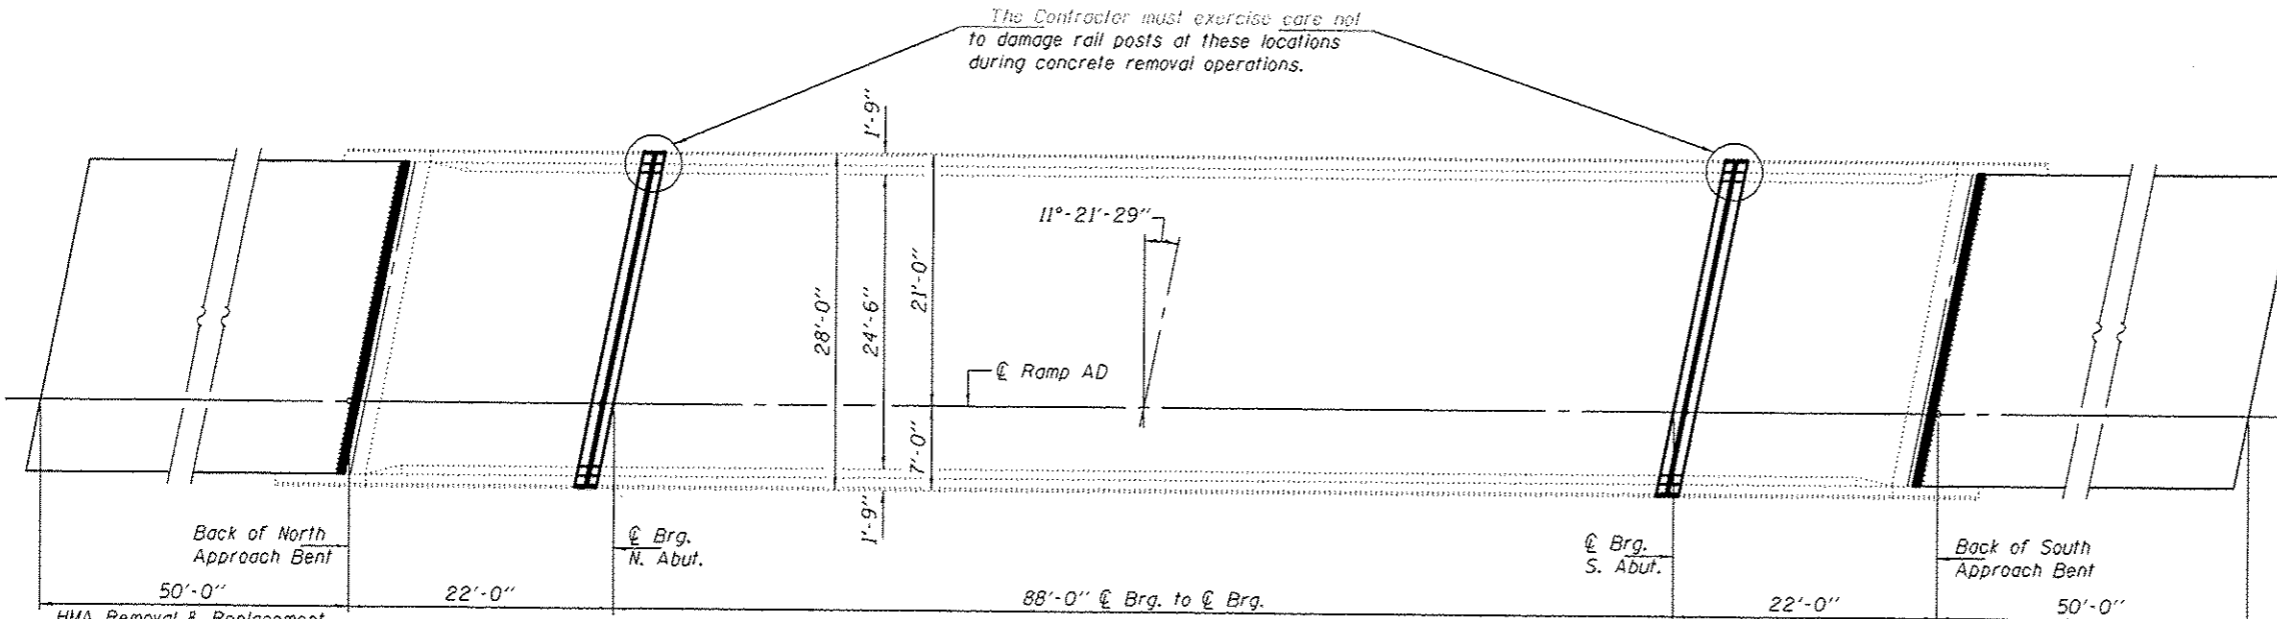 The Contractor must exercise care not
to damage rail posts at these locations
during concrete removal operations.
1'-9"
11°-21'-29"
28'-0"
24'-6"
21'-0"
℄ Ramp AD
7'-0"
1'-9"
Back of North
Approach Bent
℄ Brg.
N. Abut.
℄ Brg.
S. Abut.
Back of South
Approach Bent
50'-0"
22'-0"
88'-0" ℄ Brg. to ℄ Brg.
22'-0"
50'-0"
HMA Removal & Replacement